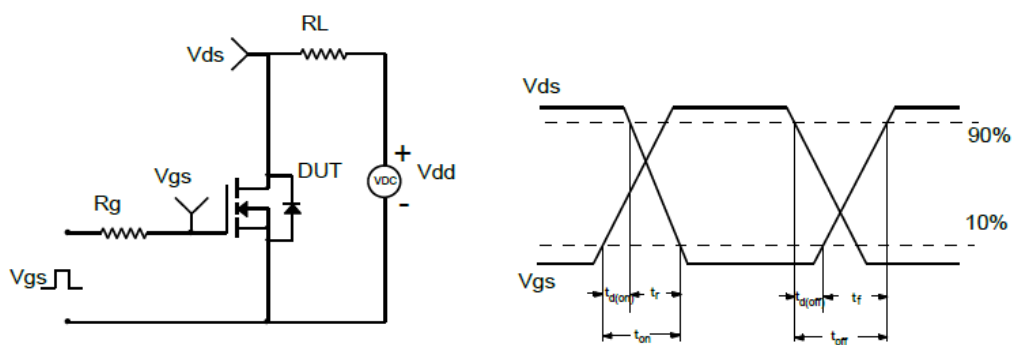 RL
Vds
Vgs
DUT
+
VDC
Vdd
-
Rg
Vgs
Vds
90%
10%
Vgs
td(on)
tr
td(off)
tf
ton
toff